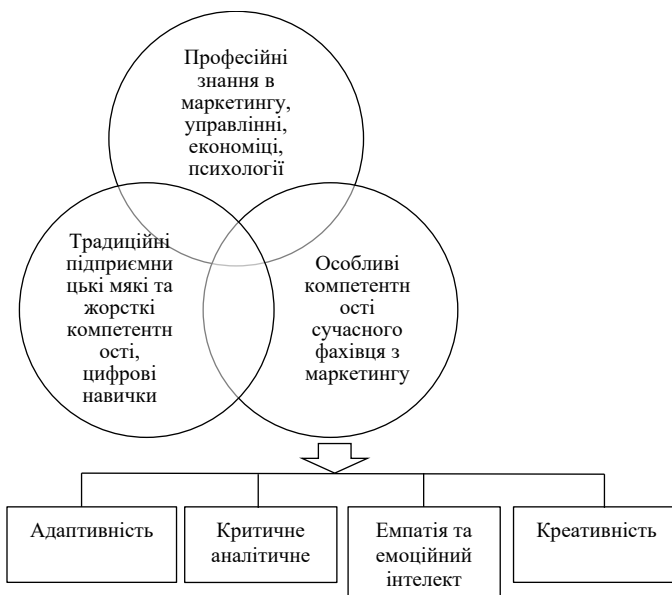 Професійні
знання в
маркетингу,
управлінні,
економіці,
психології
Традиційні
підприємни
цькі мякі та
жорсткі
компетентн
ості,
цифрові
навички
Особливі
компетентн
ості
сучасного
фахівця з
маркетингу
Адаптивність
Критичне
аналітичне
Емпатія та
емоційний
інтелект
Креативність